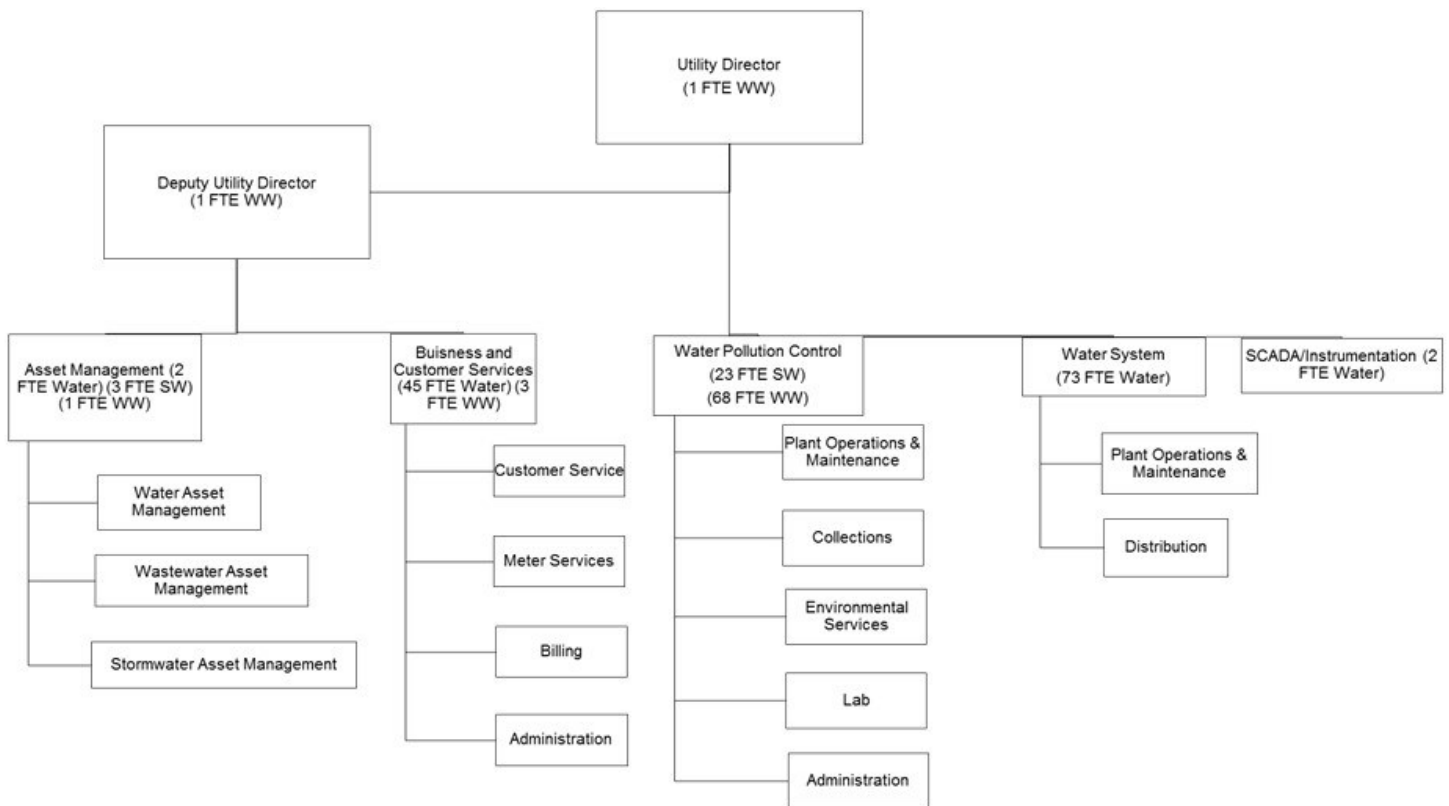 Utility Director
(1 FTE WW)
Deputy Utility Director
(1 FTE WW)
Asset Management (2
FTE Water) (3 FTE SW)
(1 FTE WW)
Water Asset
Management
Wastewater Asset
Management
Stormwater Asset Management
Buisness and
Customer Services
(45 FTE Water) (3
FTE WW)
Customer Service
Meter Services
Billing
Administration
Water Pollution Control
(23 FTE SW)
(68 FTE WW)
Plant Operations &
Maintenance
Collections
Environmental
Services
Lab
Administration
Water System
(73 FTE Water)
Plant Operations &
Maintenance
Distribution
SCADA/Instrumentation (2
FTE Water)